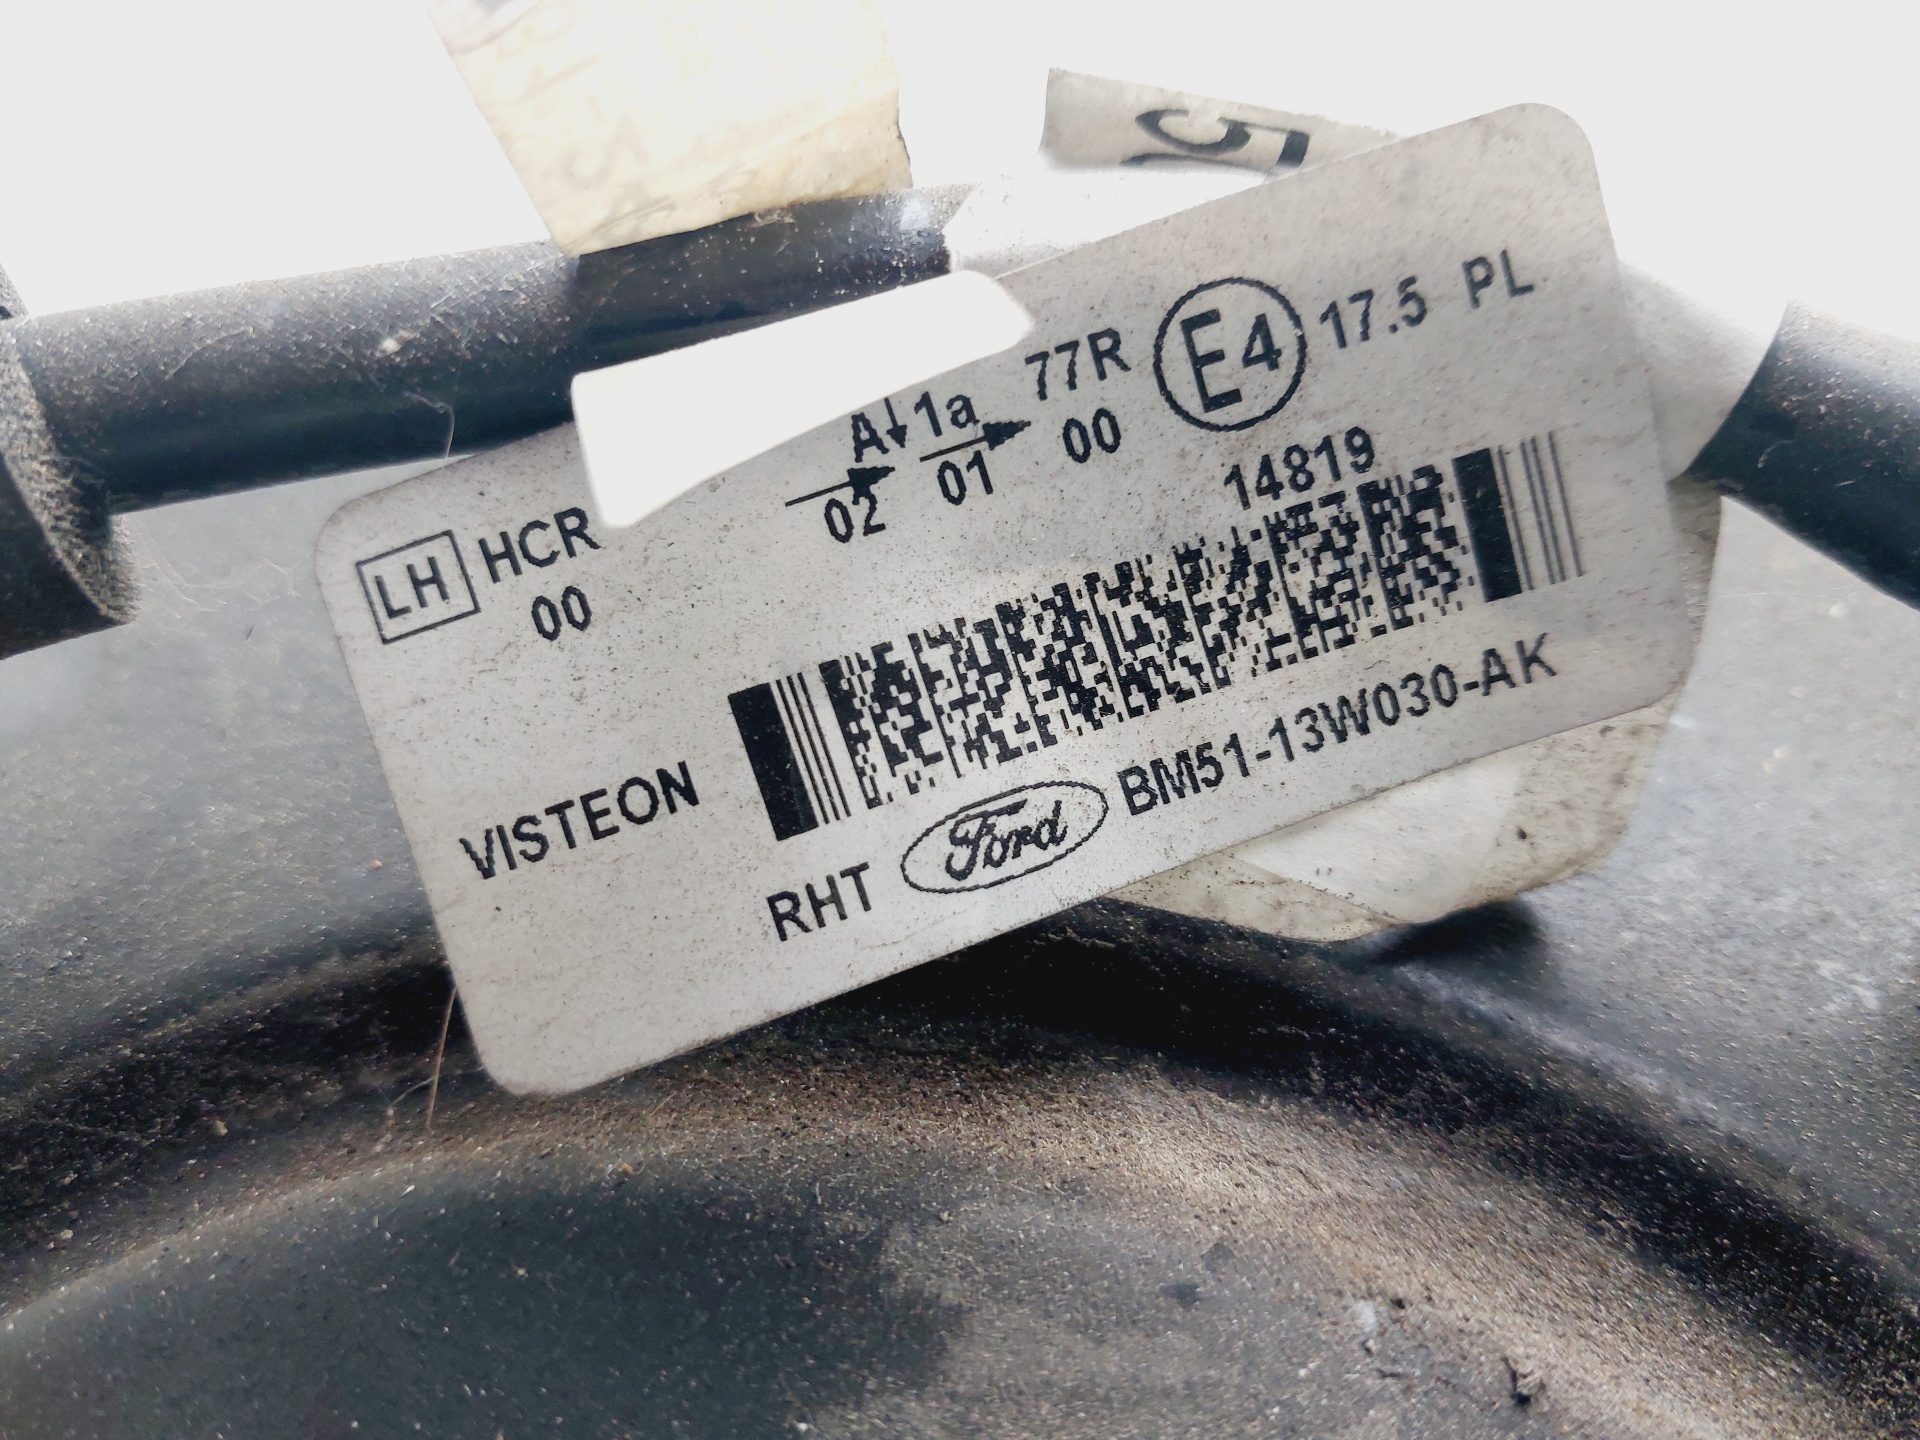 LH HCR A↓ 1a 77R E4 17.5 PL
00 02 01 00
14819
VISTEON
RHT Ford BM51-13W030-AK